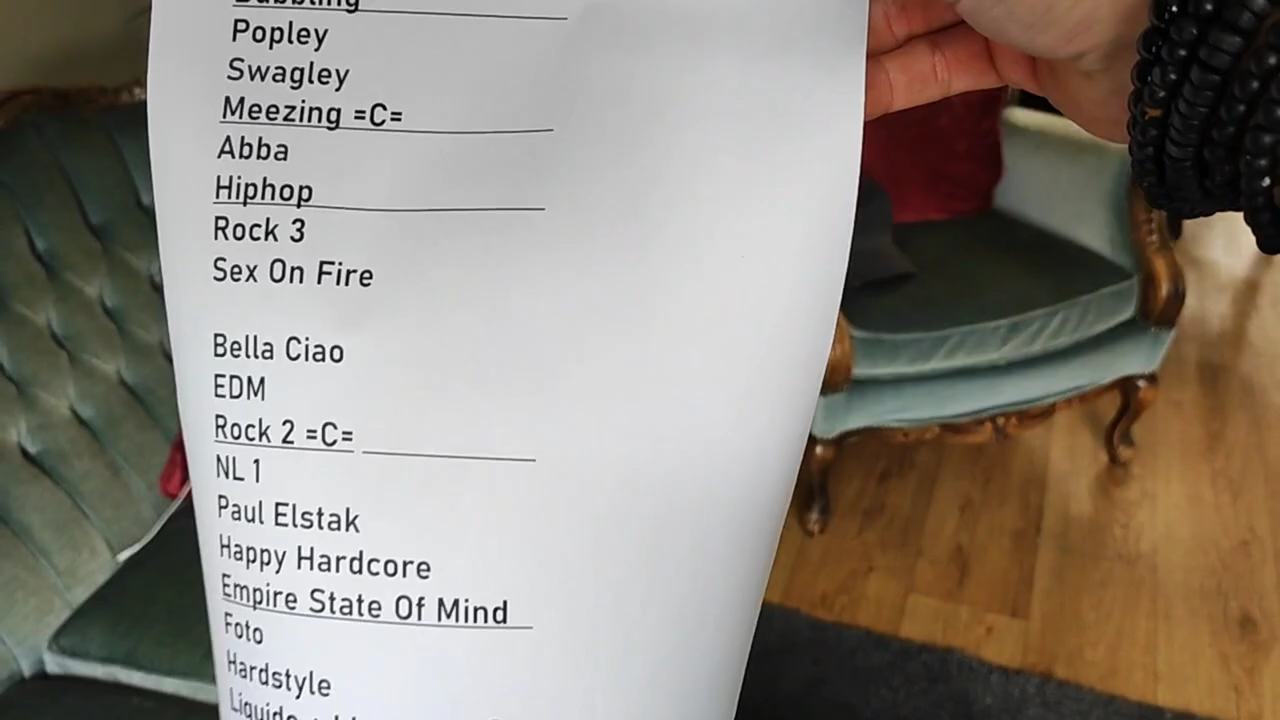 Bubbling
Popley
Swagley
Meezing =C=
Abba
Hiphop
Rock 3
Sex On Fire
Bella Ciao
EDM
Rock 2 =C=
NL 1
Paul Elstak
Happy Hardcore
Empire State Of Mind
Foto
Hardstyle